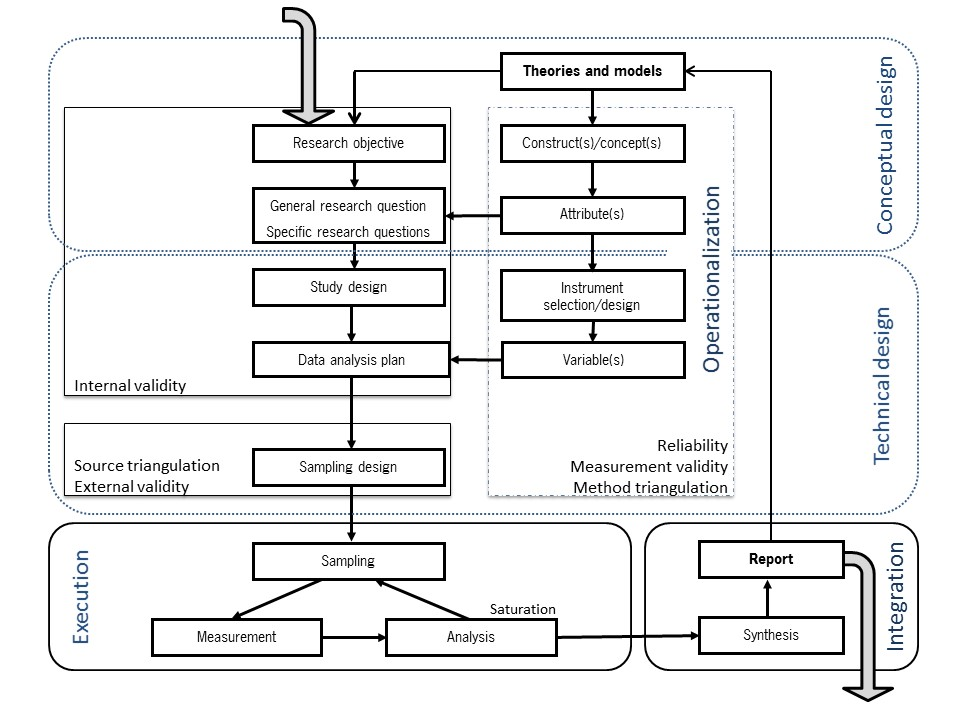 Theories and models
Conceptual design
Research objective
Construct(s)/concept(s)
General research question
Specific research questions
Attribute(s)
Operationalization
Study design
Instrument
selection/design
Data analysis plan
Variable(s)
Internal validity
Technical design
Source triangulation
External validity
Sampling design
Reliability
Measurement validity
Method triangulation
Execution
Sampling
Saturation
Measurement
Analysis
Report
Synthesis
Integration